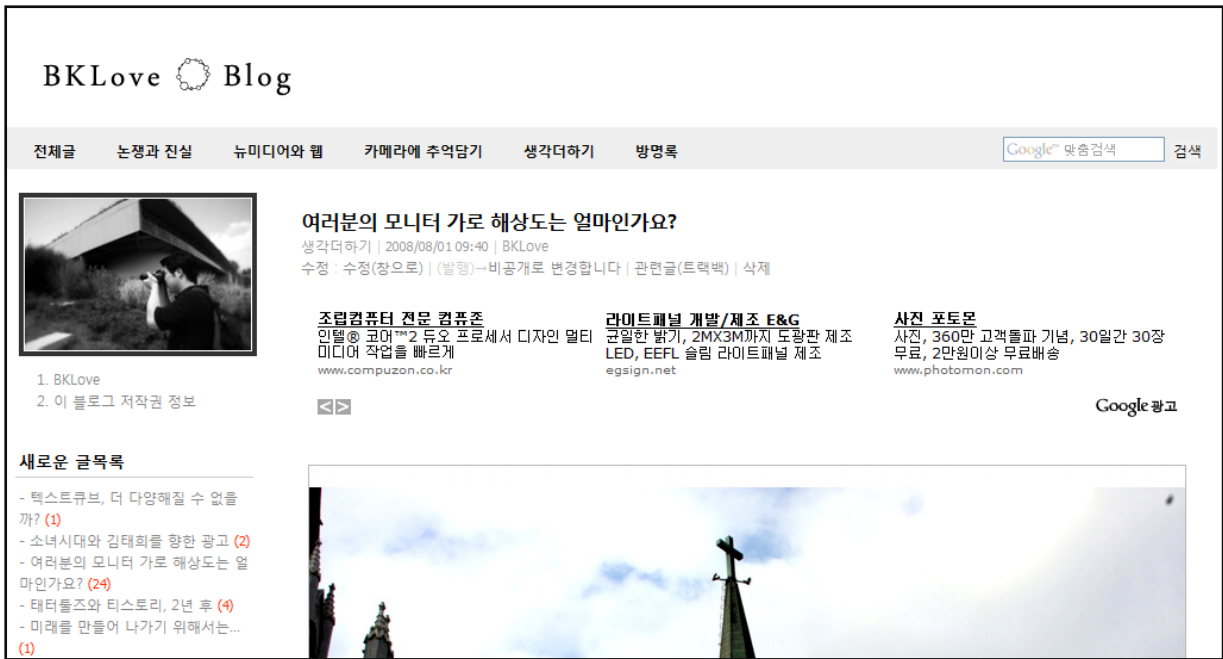 BKLove Blog
전체글 논쟁과 진실 뉴미디어와 웹 카메라에 추억담기 생각더하기 방명록 Google™ 맞춤검색 검색
여러분의 모니터 가로 해상도는 얼마인가요?
생각더하기 | 2008/08/01 09:40 | BKLove
수정 : 수정(창으로) | (발행)→비공개로 변경합니다 | 관련글(트랙백) | 삭제
조립컴퓨터 전문 컴퓨존
인텔® 코어™2 듀오 프로세서 디자인 멀티
미디어 작업을 빠르게
www.compuzon.co.kr
라이트패널 개발/제조 E&G
균일한 밝기, 2MX3M까지 도광판 제조
LED, EEFL 슬림 라이트패널 제조
egsign.net
사진 포토몬
사진, 360만 고객돌파 기념, 30일간 30장
무료, 2만원이상 무료배송
www.photomon.com
< >
Google 광고
1. BKLove
2. 이 블로그 저작권 정보
새로운 글목록
- 텍스트큐브, 더 다양해질 수 없을
까? (1)
- 소녀시대와 김태희를 향한 광고 (2)
- 여러분의 모니터 가로 해상도는 얼
마인가요? (24)
- 태터툴즈와 티스토리, 2년 후 (4)
- 미래를 만들어 나가기 위해서는...
(1)